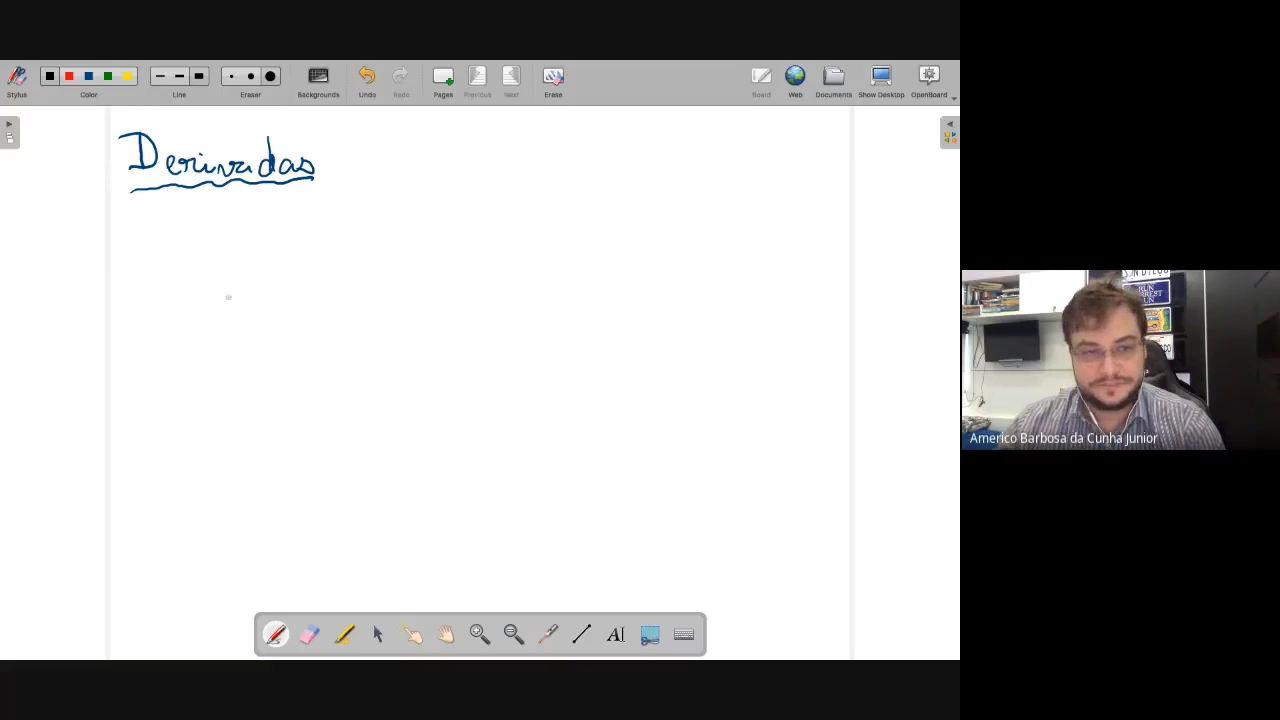 Stylus
Color
Line
Eraser
Backgrounds
Undo
Redo
Pages
Previous
Next
Erase
Board
Web
Documents
Show Desktop
OpenBoard
Derivadas
A
RUN
Americo Barbosa da Cunha Junior